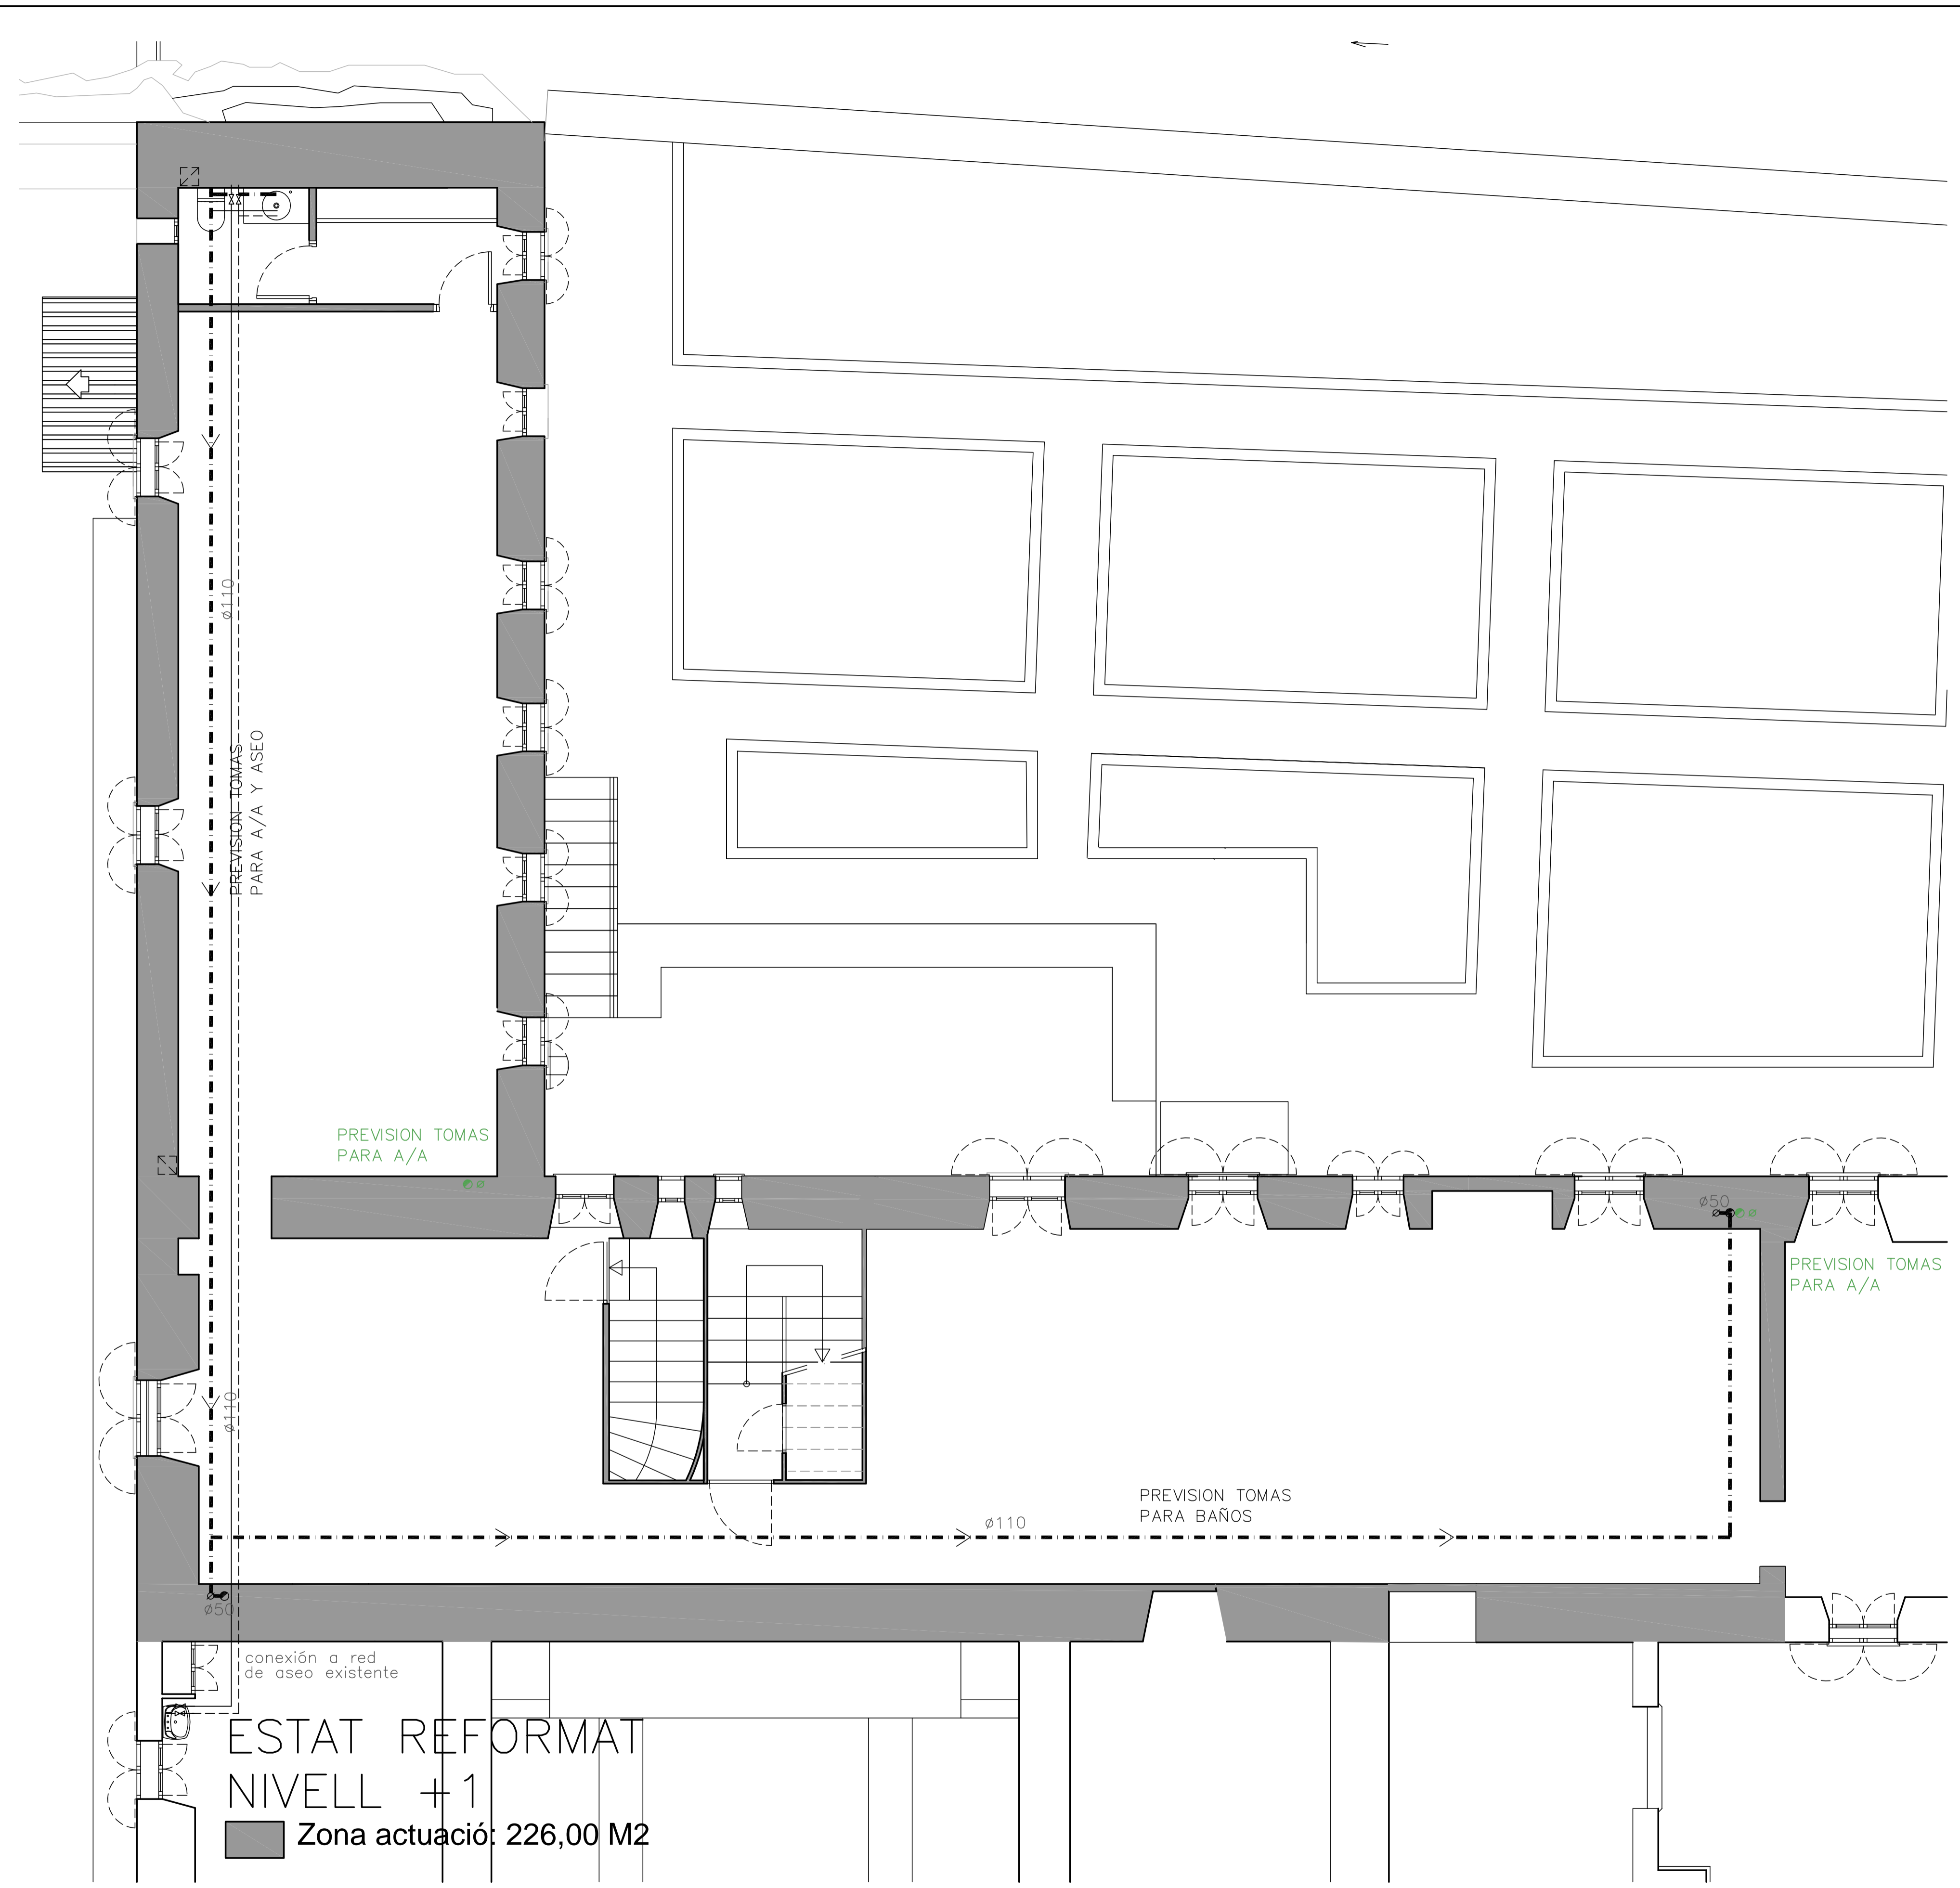 ø110
PREVISION TOMAS
PARA A/A Y ASEO
PREVISION TOMAS
PARA A/A
ø50
PREVISION TOMAS
PARA A/A
ø110
PREVISION TOMAS
PARA BAÑOS
ø110
ø50
conexión a red
de aseo existente
ESTAT REFORMAT
NIVELL +1
Zona actuació: 226,00 M2